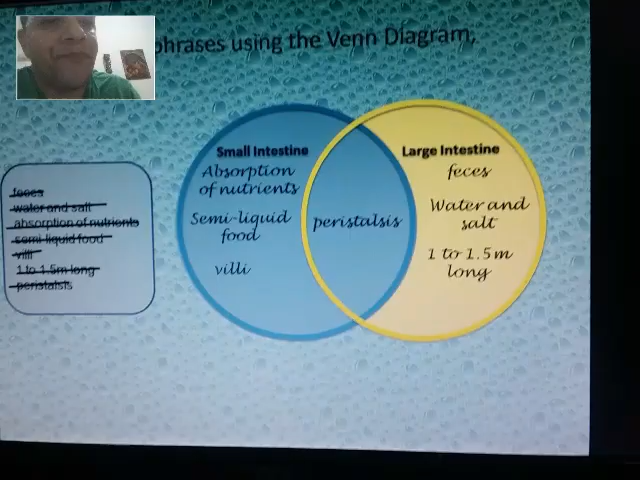 phrases using the Venn Diagram,
feces
water and salt
absorption of nutrients
semi-liquid food
villi
1 to 1.5m long
peristalsis
Small Intestine
Absorption
of nutrients
Semi-liquid
food
villi
peristalsis
Large Intestine
feces
Water and
salt
1 to 1.5m
long